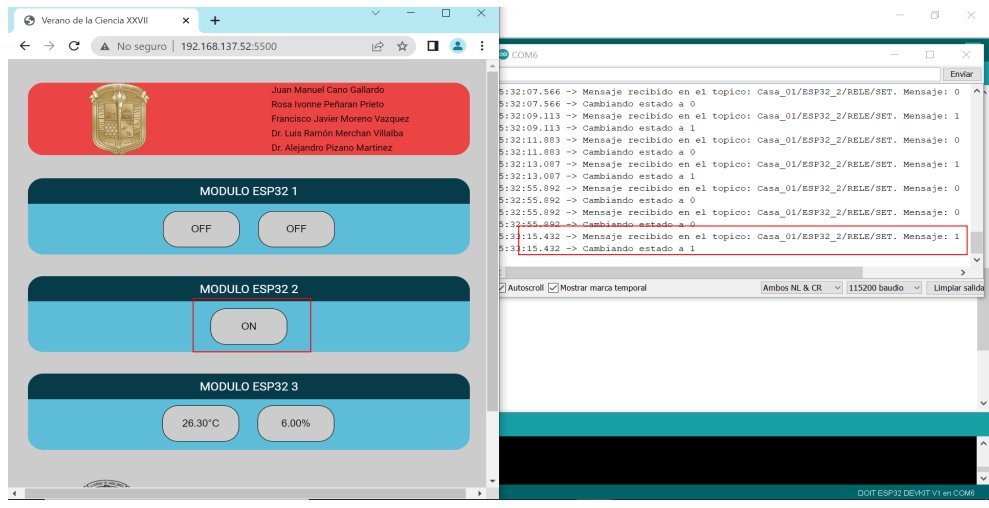 Verano de la Ciencia XXVII
No seguro
192.168.137.52:5500
Juan Manuel Cano Gallardo
Rosa Ivonne Peñaran Prieto
Francisco Javier Moreno Vazquez
Dr. Luis Ramón Merchan Villalba
Dr. Alejandro Pizano Martinez
MODULO ESP32 1
OFF
OFF
MODULO ESP32 2
ON
MODULO ESP32 3
26.30°C
6.00%
COM6
Enviar
5:32:07.566 -> Mensaje recibido en el topico: Casa_01/ESP32_2/RELE/SET. Mensaje: 0
5:32:07.566 -> Cambiando estado a 0
5:32:09.113 -> Mensaje recibido en el topico: Casa_01/ESP32_2/RELE/SET. Mensaje: 1
5:32:09.113 -> Cambiando estado a 1
5:32:11.883 -> Mensaje recibido en el topico: Casa_01/ESP32_2/RELE/SET. Mensaje: 0
5:32:11.883 -> Cambiando estado a 0
5:32:13.087 -> Mensaje recibido en el topico: Casa_01/ESP32_2/RELE/SET. Mensaje: 1
5:32:13.087 -> Cambiando estado a 1
5:32:55.892 -> Mensaje recibido en el topico: Casa_01/ESP32_2/RELE/SET. Mensaje: 0
5:32:55.892 -> Cambiando estado a 0
5:32:55.892 -> Mensaje recibido en el topico: Casa_01/ESP32_2/RELE/SET. Mensaje: 0
5:32:55.892 -> Cambiando estado a 0
5:33:15.432 -> Mensaje recibido en el topico: Casa_01/ESP32_2/RELE/SET. Mensaje: 1
5:33:15.432 -> Cambiando estado a 1
Autoscroll
Mostrar marca temporal
Ambos NL & CR
115200 baudio
Limpiar salida
DOIT ESP32 DEVKIT V1 en COM6